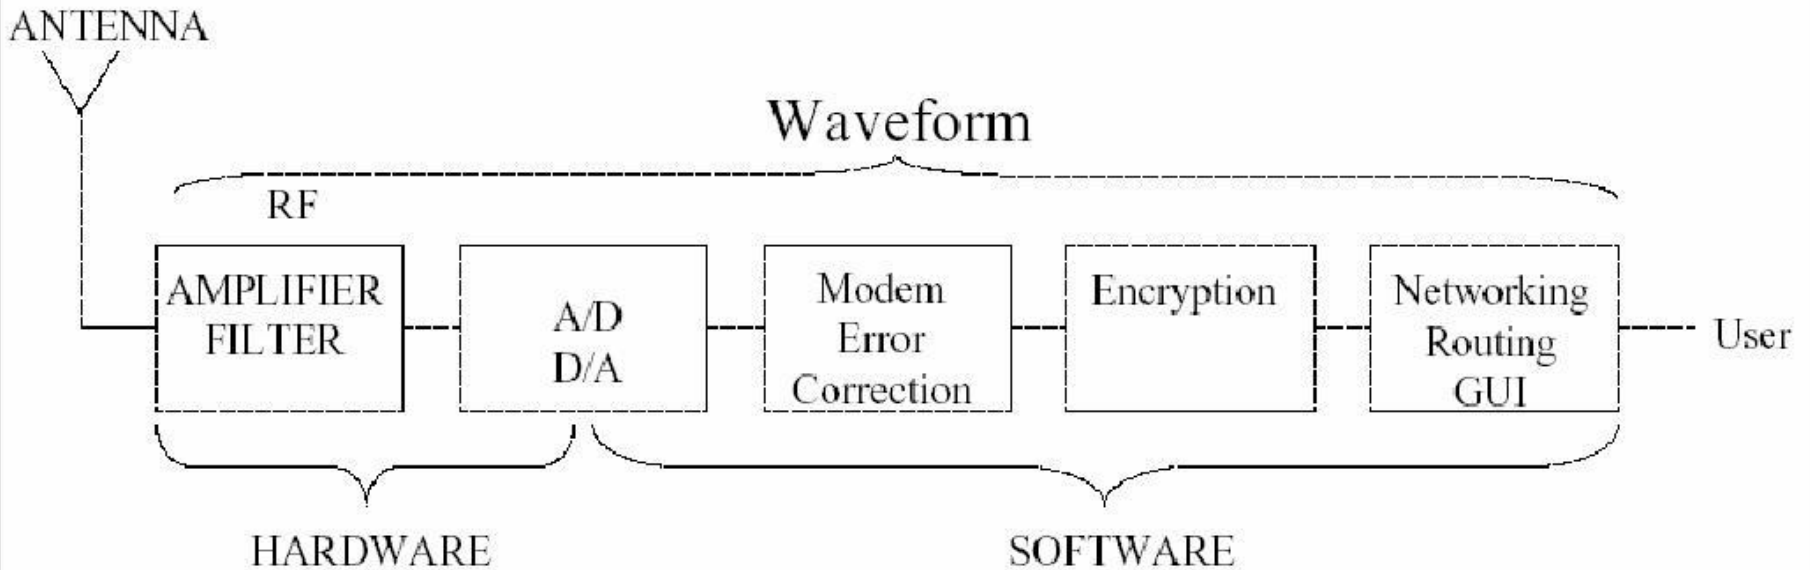 ANTENNA
Waveform
RF
AMPLIFIER
FILTER
A/D
D/A
Modem
Error
Correction
Encryption
Networking
Routing
GUI
User
HARDWARE
SOFTWARE